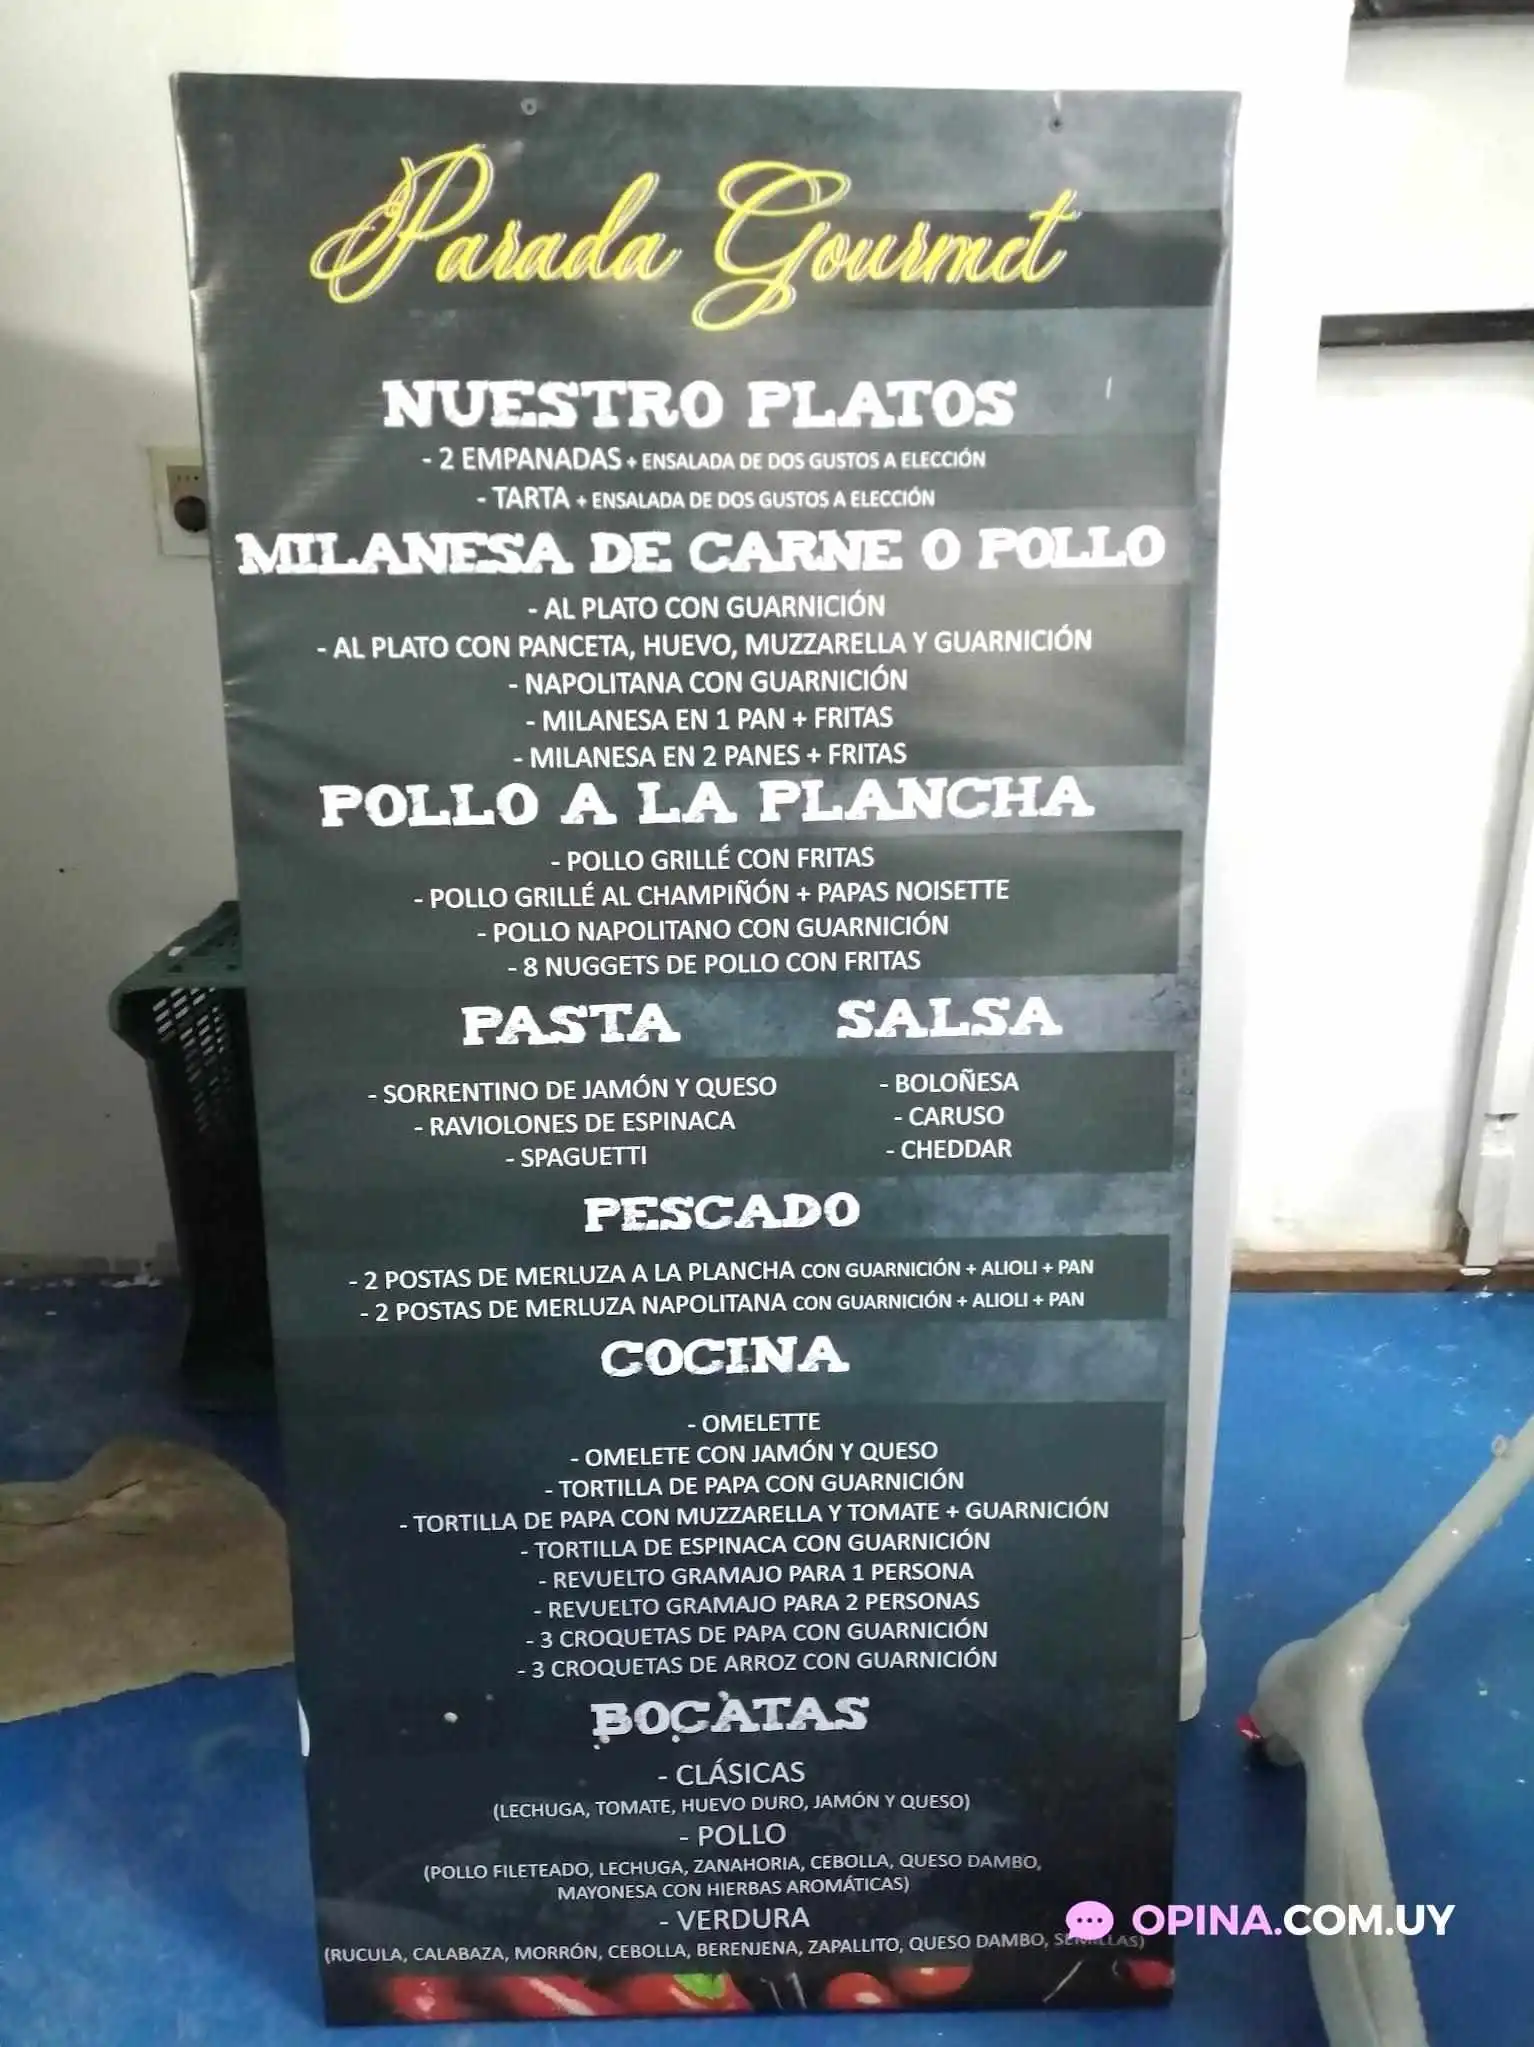 Parada Gourmet
NUESTRO PLATOS
- 2 EMPANADAS + ENSALADA DE DOS GUSTOS A ELECCIÓN
- TARTA + ENSALADA DE DOS GUSTOS A ELECCIÓN
MILANESA DE CARNE O POLLO
- AL PLATO CON GUARNICIÓN
- AL PLATO CON PANCETA, HUEVO, MUZZARELLA Y GUARNICIÓN
- NAPOLITANA CON GUARNICIÓN
- MILANESA EN 1 PAN + FRITAS
- MILANESA EN 2 PANES + FRITAS
POLLO A LA PLANCHA
- POLLO GRILLÉ CON FRITAS
- POLLO GRILLÉ AL CHAMPIÑÓN + PAPAS NOISETTE
- POLLO NAPOLITANO CON GUARNICIÓN
- 8 NUGGETS DE POLLO CON FRITAS
PASTA
- SORRENTINO DE JAMÓN Y QUESO
- RAVIOLONES DE ESPINACA
- SPAGUETTI
SALSA
- BOLOÑESA
- CARUSO
- CHEDDAR
PESCADO
- 2 POSTAS DE MERLUZA A LA PLANCHA CON GUARNICIÓN + ALIOLI + PAN
- 2 POSTAS DE MERLUZA NAPOLITANA CON GUARNICIÓN + ALIOLI + PAN
COCINA
- OMELETTE
- OMELETE CON JAMÓN Y QUESO
- TORTILLA DE PAPA CON GUARNICIÓN
- TORTILLA DE PAPA CON MUZZARELLA Y TOMATE + GUARNICIÓN
- TORTILLA DE ESPINACA CON GUARNICIÓN
- REVUELTO GRAMAJO PARA 1 PERSONA
- REVUELTO GRAMAJO PARA 2 PERSONAS
- 3 CROQUETAS DE PAPA CON GUARNICIÓN
- 3 CROQUETAS DE ARROZ CON GUARNICIÓN
BOCATAS
- CLÁSICAS
(LECHUGA, TOMATE, HUEVO DURO, JAMÓN Y QUESO)
- POLLO
(POLLO FILETEADO, LECHUGA, ZANAHORIA, CEBOLLA, QUESO DAMBO,
MAYONESA CON HIERBAS AROMÁTICAS)
- VERDURA
(RUCULA, CALABAZA, MORRÓN, CEBOLLA, BERENJENA, ZAPALLITO, QUESO DAMBO, SEMILLAS)
OPINA.COM.UY